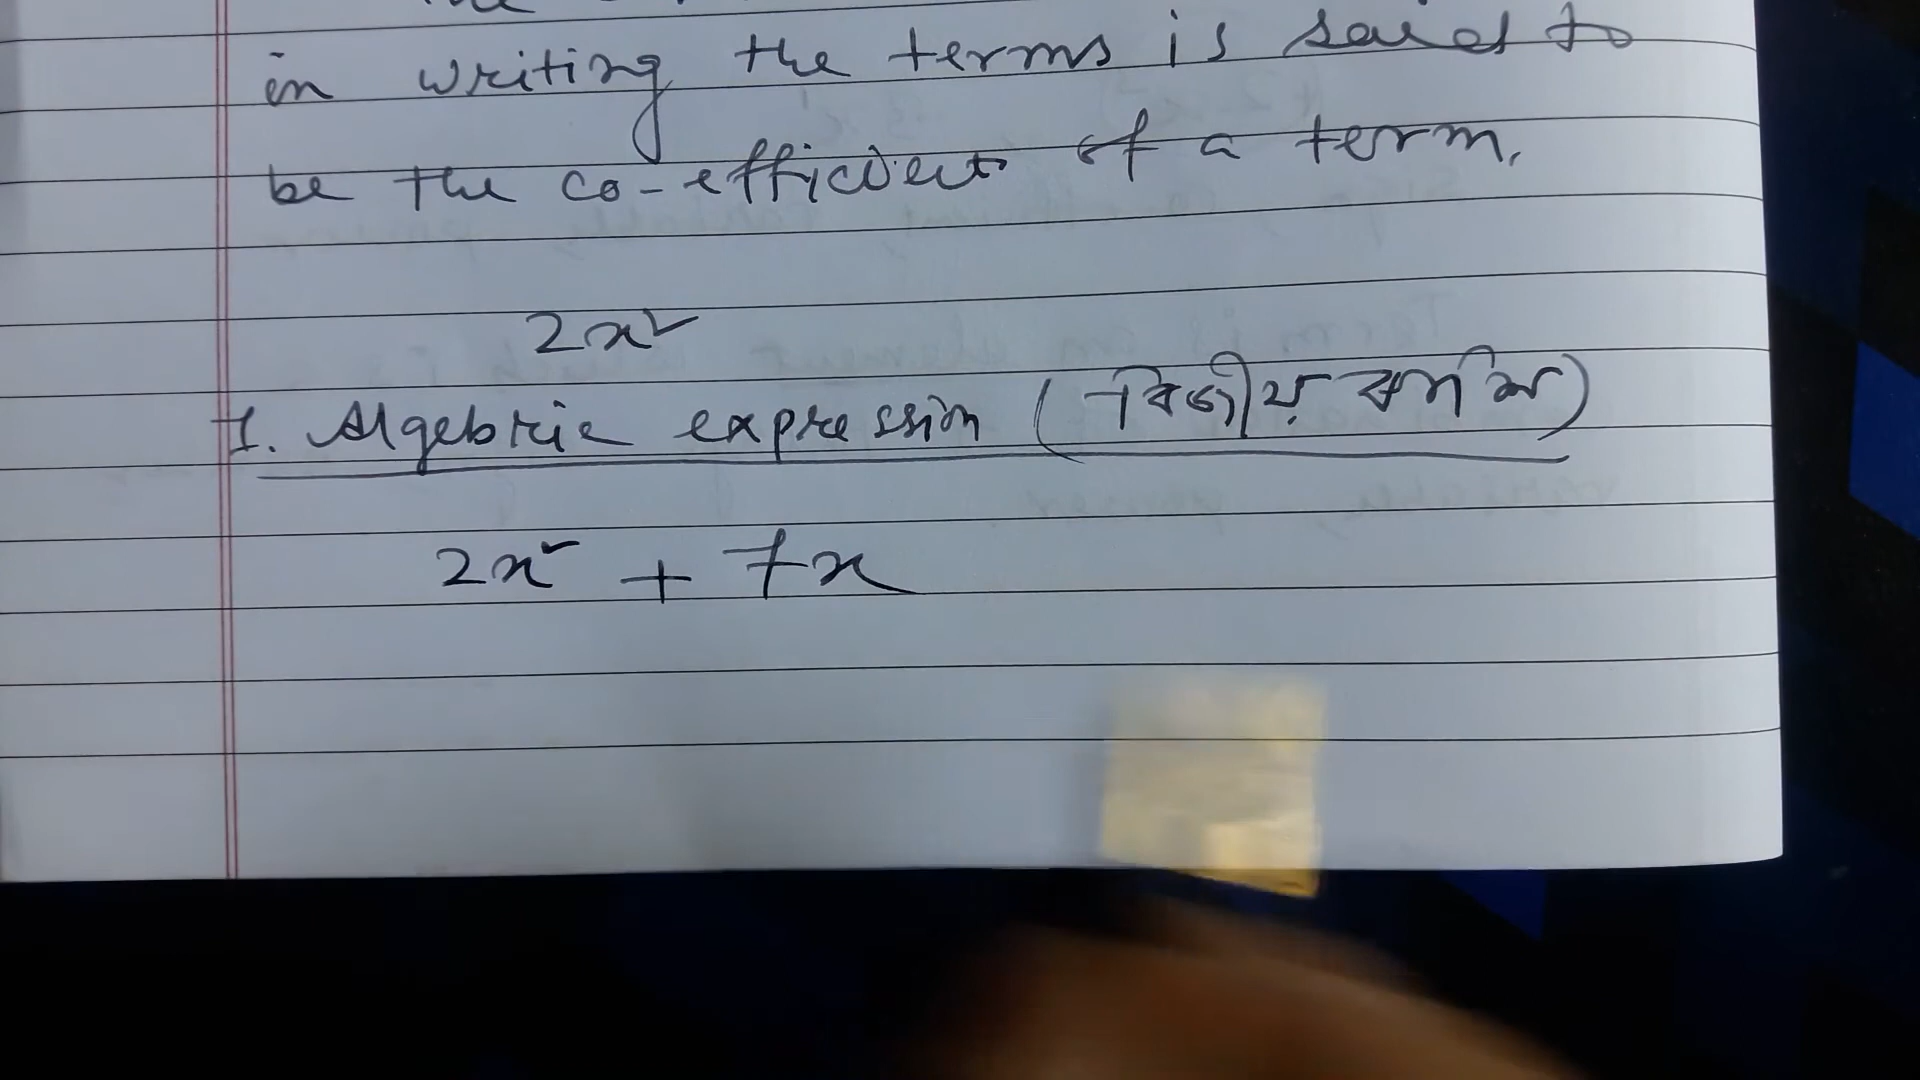 in writing the terms is said to
be the co-efficient of a term.
2x²
1. Algebric expression (বিজীয়
2x² + 7x